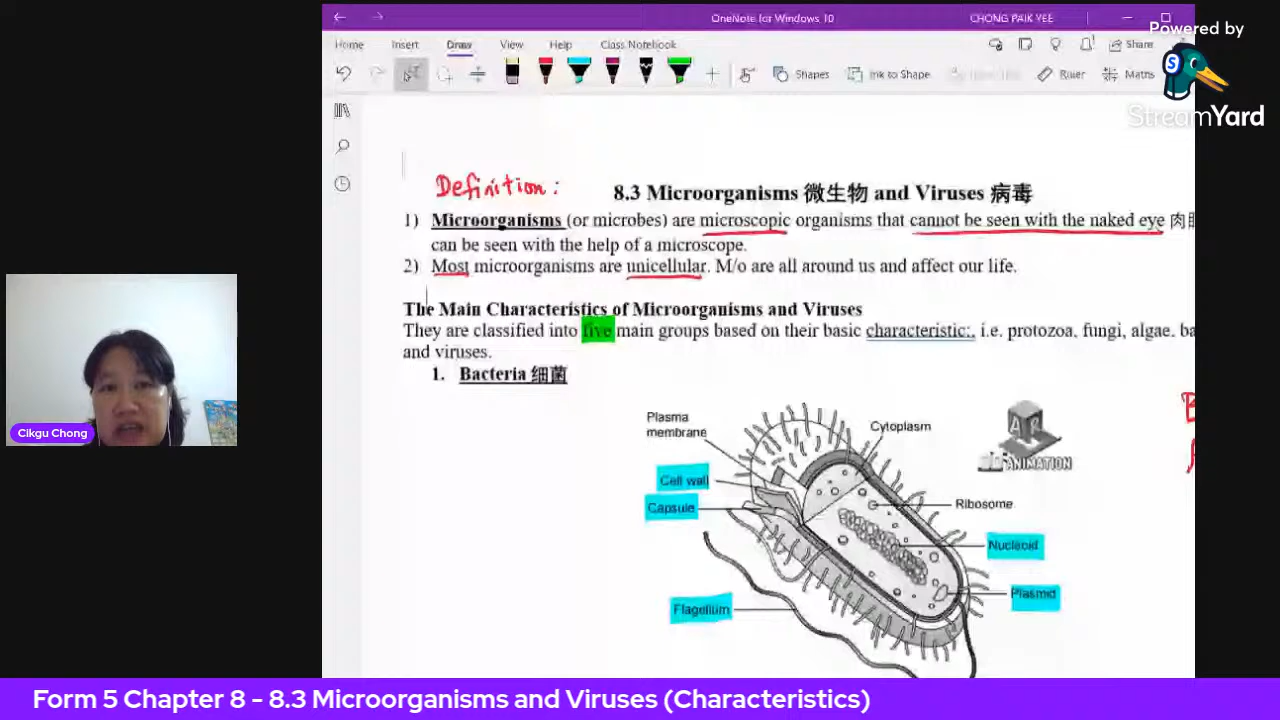 OneNote for Windows 10
CHONG PAIK YEE
Powered by
StreamYard
Home Insert Draw View Help Class Notebook Share
Shapes Ink to Shape Ruler Maths
Definition :
8.3 Microorganisms 微生物 and Viruses 病毒
1) Microorganisms (or microbes) are microscopic organisms that cannot be seen with the naked eye 肉
can be seen with the help of a microscope.
2) Most microorganisms are unicellular. M/o are all around us and affect our life.
The Main Characteristics of Microorganisms and Viruses
They are classified into five main groups based on their basic characteristic:, i.e. protozoa, fungi, algae, ba
and viruses.
1. Bacteria 细菌
Plasma
membrane
Cytoplasm
ANIMATION
Cell wall
Capsule
Ribosome
Nucleoid
Plasmid
Flagellum
Cikgu Chong
Form 5 Chapter 8 - 8.3 Microorganisms and Viruses (Characteristics)